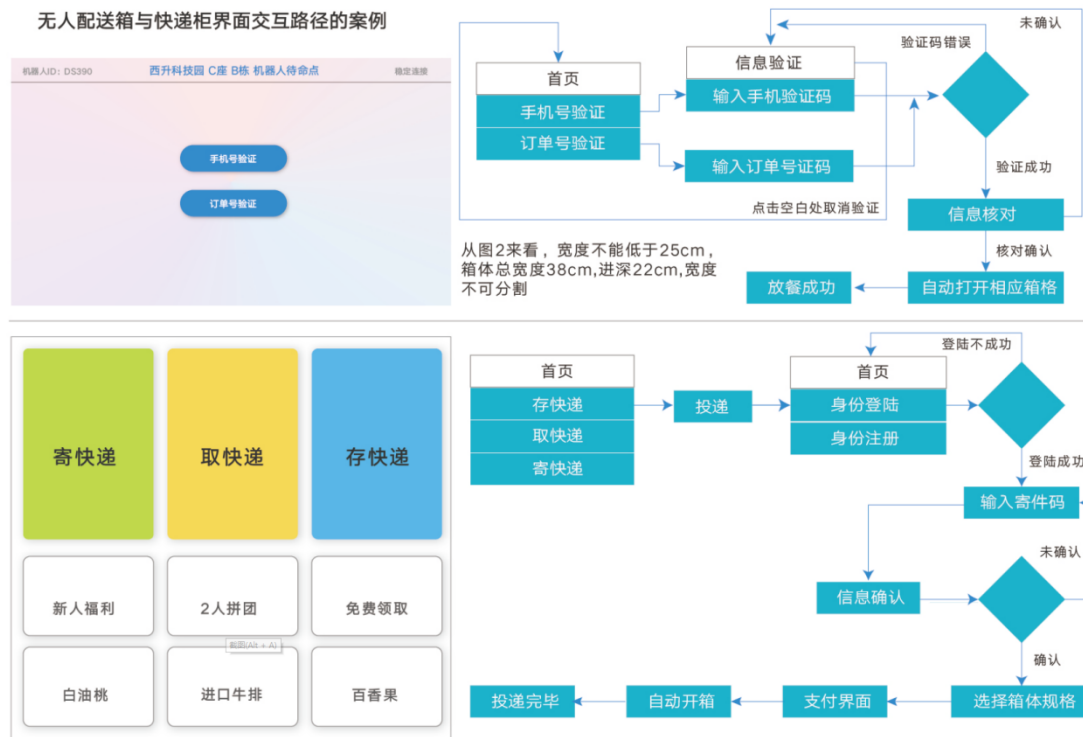 无人配送箱与快递柜界面交互路径的案例
机器人ID：DS390
西升科技园 C座 B栋 机器人待命点
稳定连接
手机号验证
订单号验证
首页
手机号验证
订单号验证
信息验证
输入手机验证码
输入订单号证码
验证码错误
未确认
验证成功
点击空白处取消验证
信息核对
核对确认
自动打开相应箱格
放餐成功
从图2来看，宽度不能低于25cm，
箱体总宽度38cm,进深22cm,宽度
不可分割
寄快递
取快递
存快递
新人福利
2人拼团
免费领取
截图(Alt + A)
白油桃
进口牛排
百香果
首页
存快递
取快递
寄快递
投递
首页
身份登陆
身份注册
登陆不成功
登陆成功
输入寄件码
信息确认
未确认
确认
选择箱体规格
支付界面
自动开箱
投递完毕